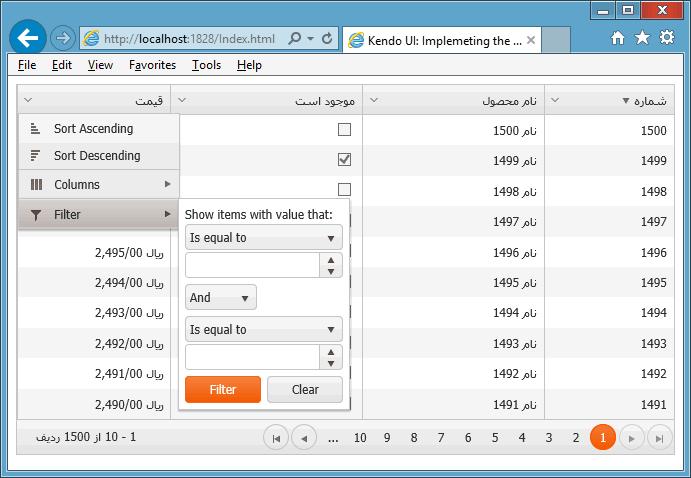 http://localhost:1828/Index.html
Kendo UI: Implemeting the ...
File Edit View Favorites Tools Help
شماره نام محصول موجود است قیمت
1500 نام 1500
1499 نام 1499
1498 نام 1498
1497 نام 1497
1496 نام 1496 ریال 2,495/00
1495 نام 1495 ریال 2,494/00
1494 نام 1494 ریال 2,493/00
1493 نام 1493 ریال 2,492/00
1492 نام 1492 ریال 2,491/00
1491 نام 1491 ریال 2,490/00
Sort Ascending
Sort Descending
Columns
Filter
Show items with value that:
Is equal to
And
Is equal to
Filter Clear
1 2 3 4 5 6 7 8 9 10 ...
1 - 10 از 1500 ردیف